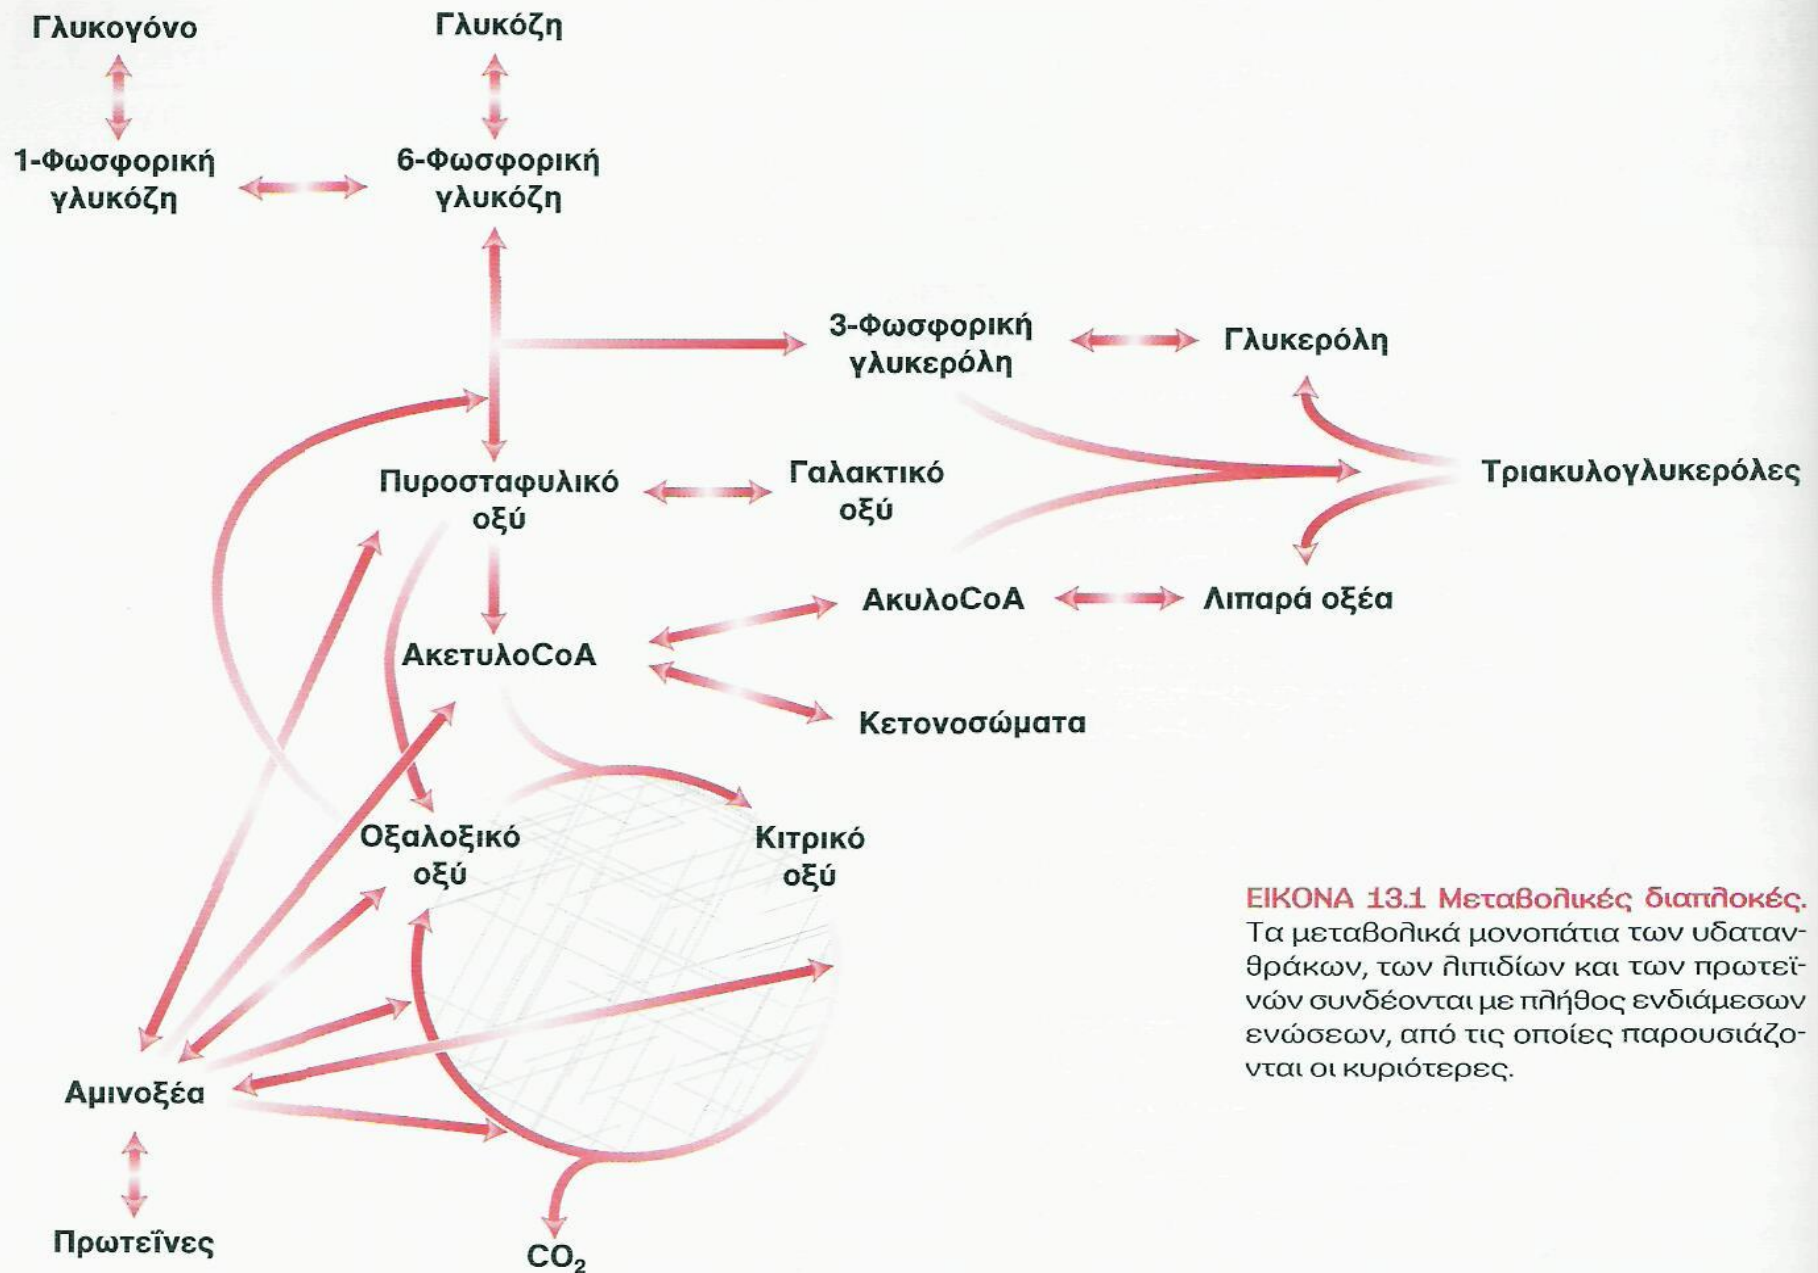 Γλυκογόνο
Γλυκόζη
1-Φωσφορική
γλυκόζη
6-Φωσφορική
γλυκόζη
3-Φωσφορική
γλυκερόλη
Γλυκερόλη
Πυροσταφυλικό
οξύ
Γαλακτικό
οξύ
Τριακυλογλυκερόλες
ΑκυλοCoA
Λιπαρά οξέα
ΑκετυλοCoA
Κετονοσώματα
Οξαλοξικό
οξύ
Κιτρικό
οξύ
ΕΙΚΟΝΑ 13.1 Μεταβολικές διαπλοκές.
Τα μεταβολικά μονοπάτια των υδαταν-
θράκων, των λιπιδίων και των πρωτεϊ-
νών συνδέονται με πλήθος ενδιάμεσων
ενώσεων, από τις οποίες παρουσιάζο-
νται οι κυριότερες.
Αμινοξέα
Πρωτεΐνες
CO₂